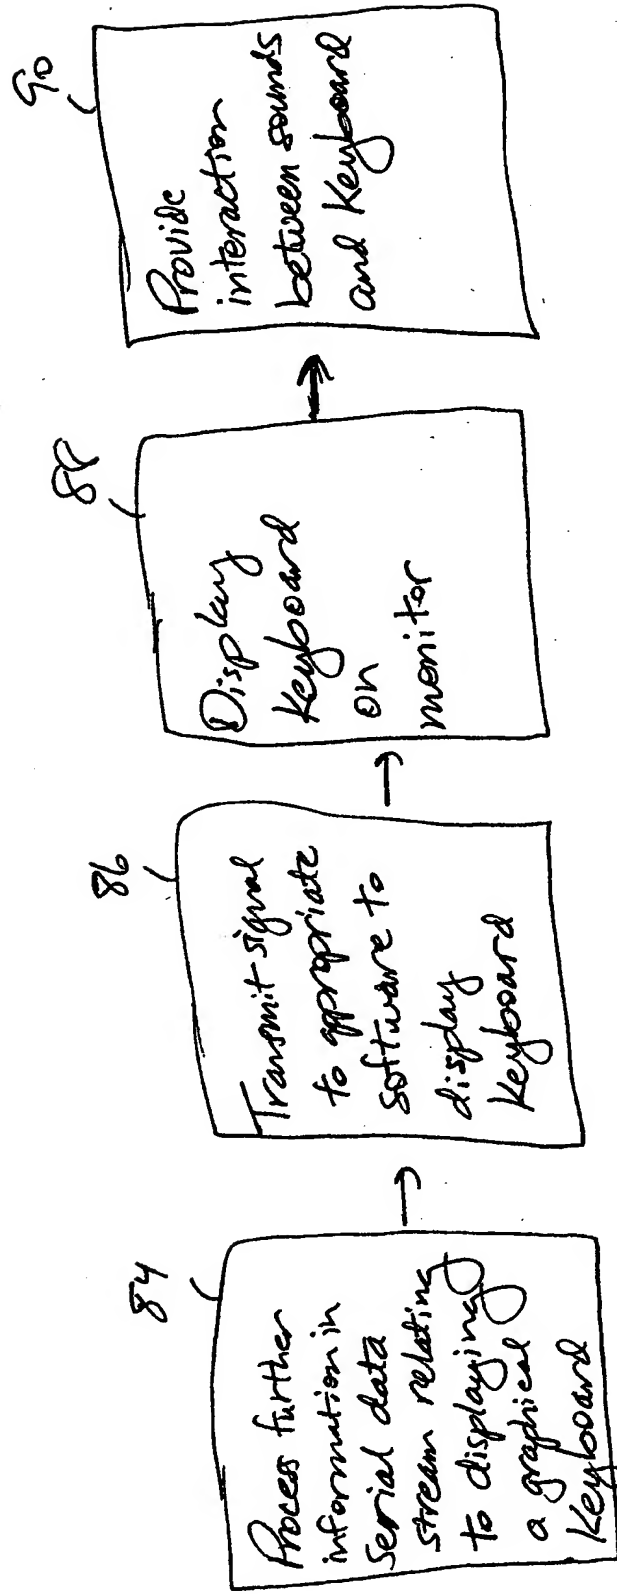 84
Process further
information in
serial data
stream relating
to displaying
a graphical
Keyboard
86
Transmit signal
to appropriate
software to
display
Keyboard
88
Display
Keyboard
on
monitor
90
Provide
interaction
between sounds
and Keyboard